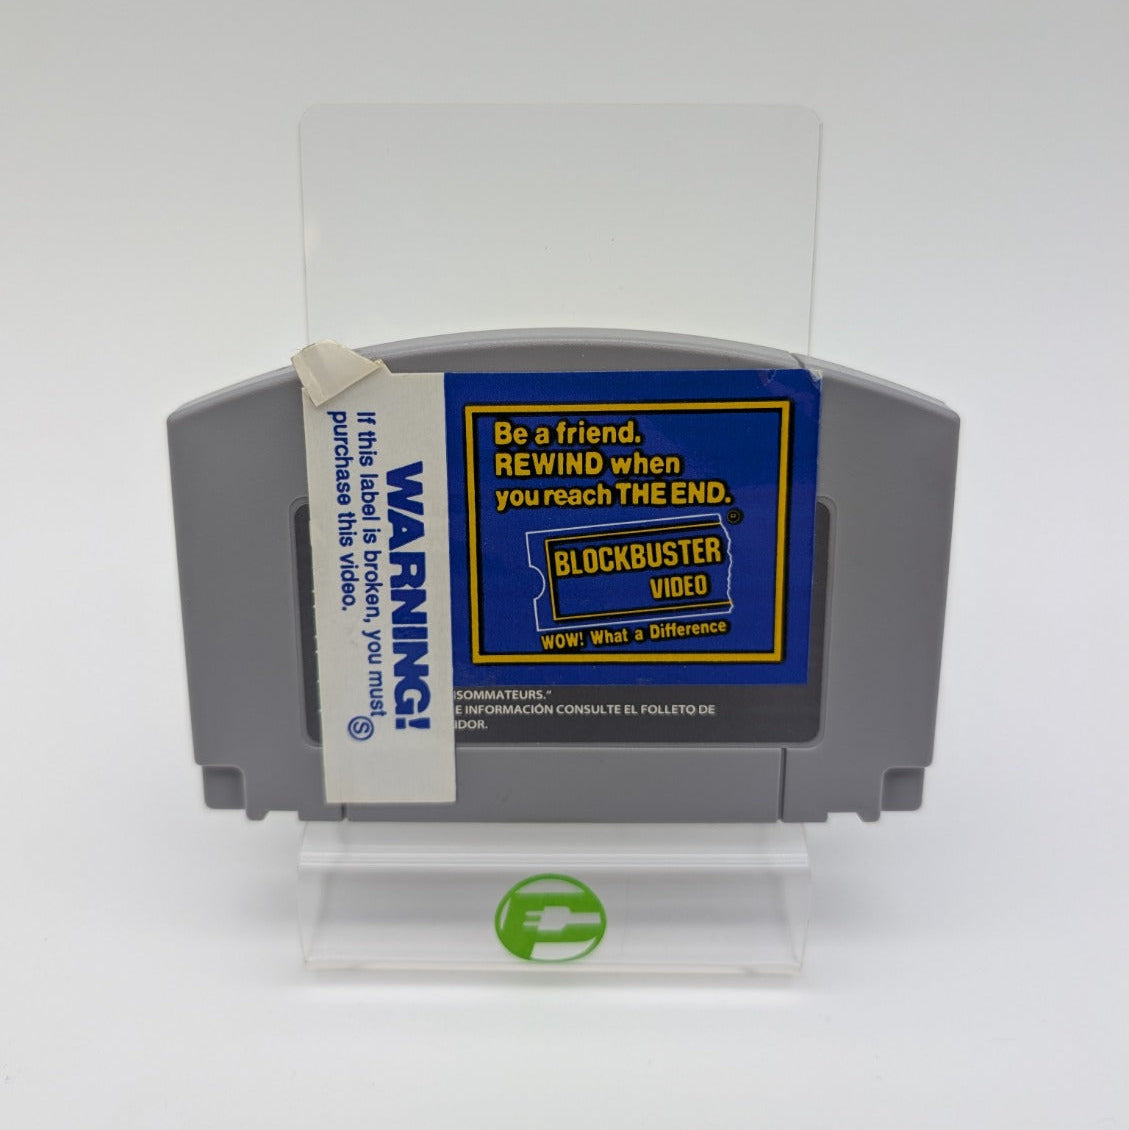 If this label is broken, you must
purchase this video.
WARNING!
Ⓢ
Be a friend.
REWIND when
you reach THE END.
BLOCKBUSTER
VIDEO
®
WOW! What a Difference
ISOMMATEURS."
E INFORMACIÓN CONSULTE EL FOLLETO DE
IDOR.